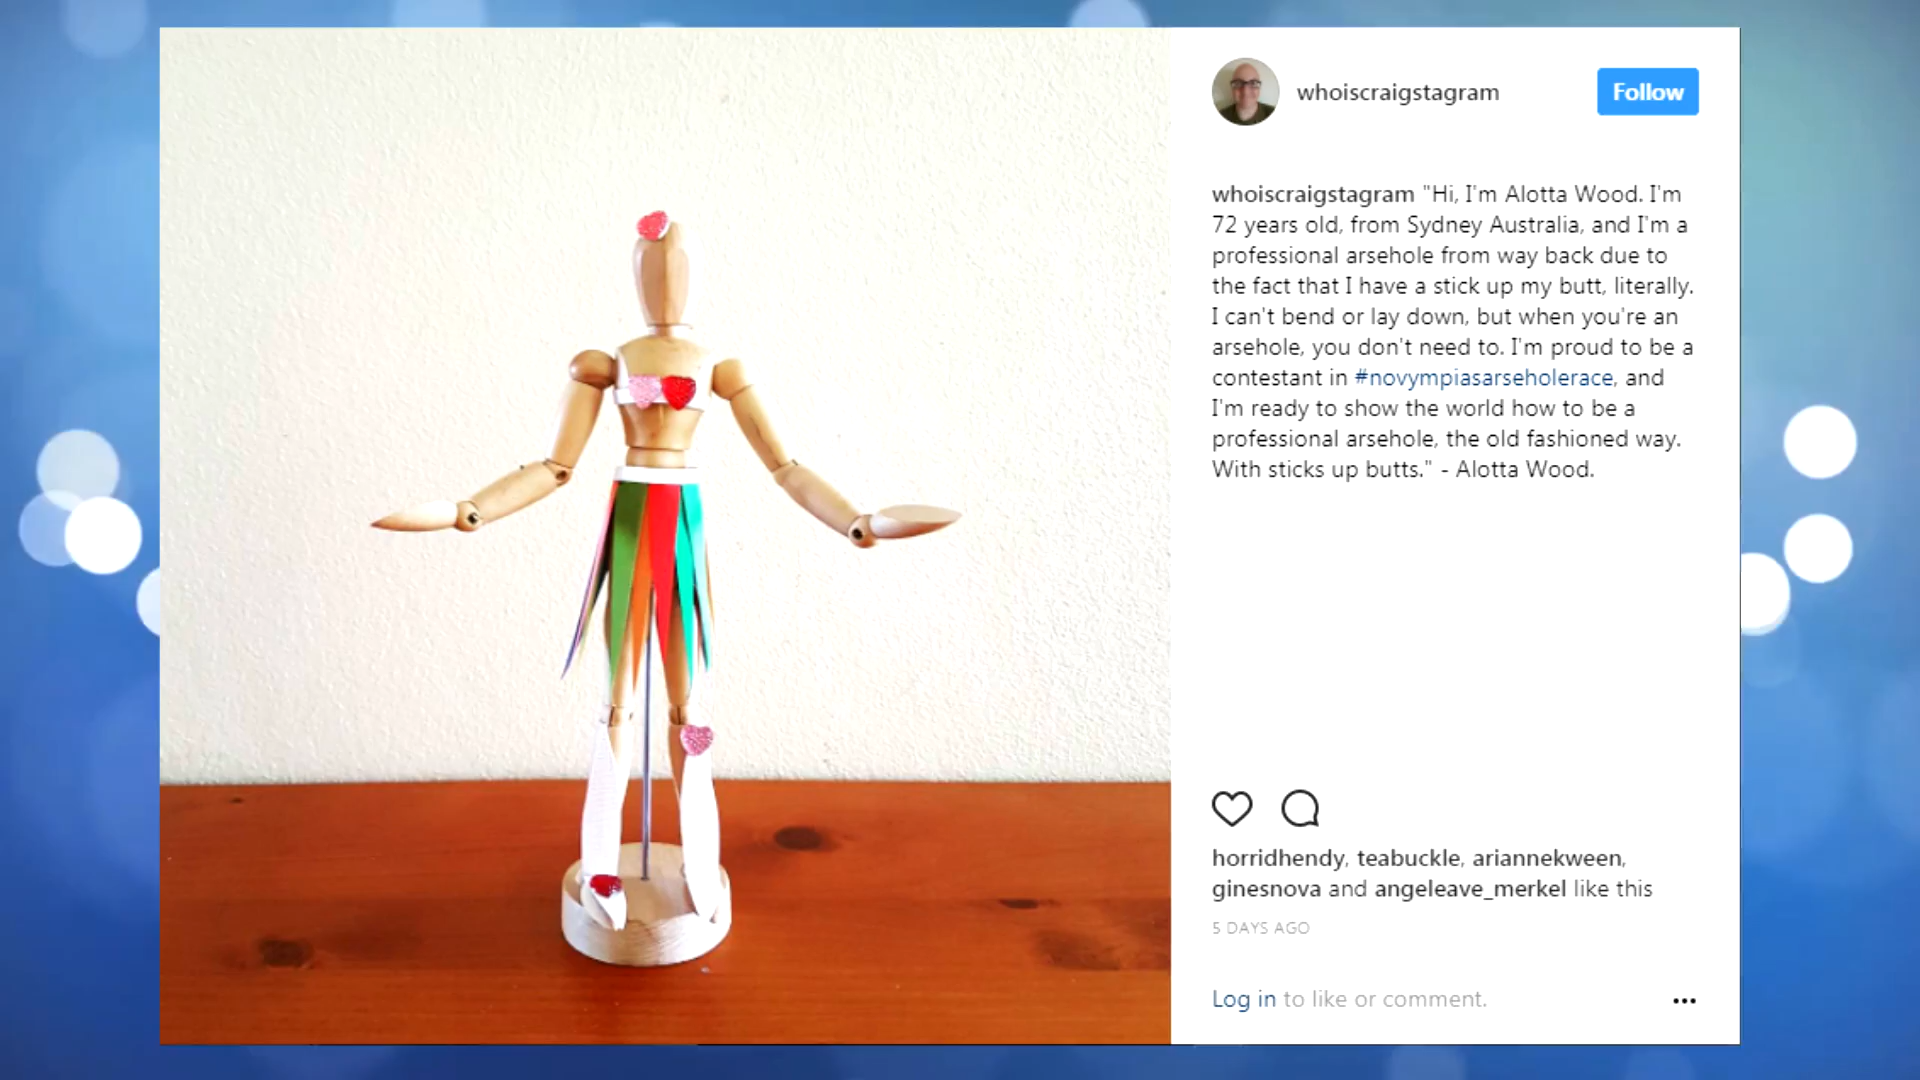 whoiscraigstagram
Follow
whoiscraigstagram "Hi, I'm Alotta Wood. I'm
72 years old, from Sydney Australia, and I'm a
professional arsehole from way back due to
the fact that I have a stick up my butt, literally.
I can't bend or lay down, but when you're an
arsehole, you don't need to. I'm proud to be a
contestant in #novympiasarseholerace, and
I'm ready to show the world how to be a
professional arsehole, the old fashioned way.
With sticks up butts." - Alotta Wood.
horridhendy, teabuckle, ariannekween,
ginesnova and angeleave_merkel like this
5 DAYS AGO
Log in to like or comment.